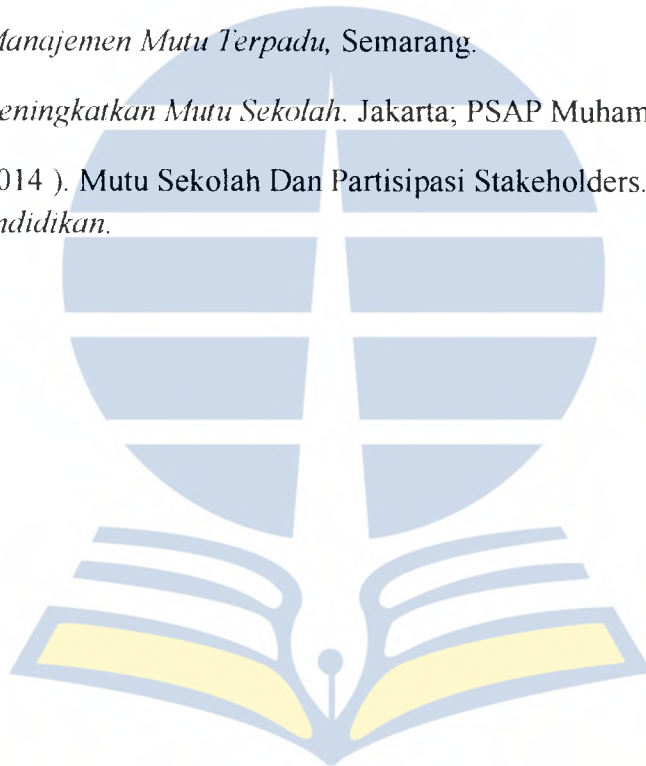 Manajemen Mutu Terpadu, Semarang.
eningkatkan Mutu Sekolah. Jakarta; PSAP Muham
014 ). Mutu Sekolah Dan Partisipasi Stakeholders.
ndidikan.